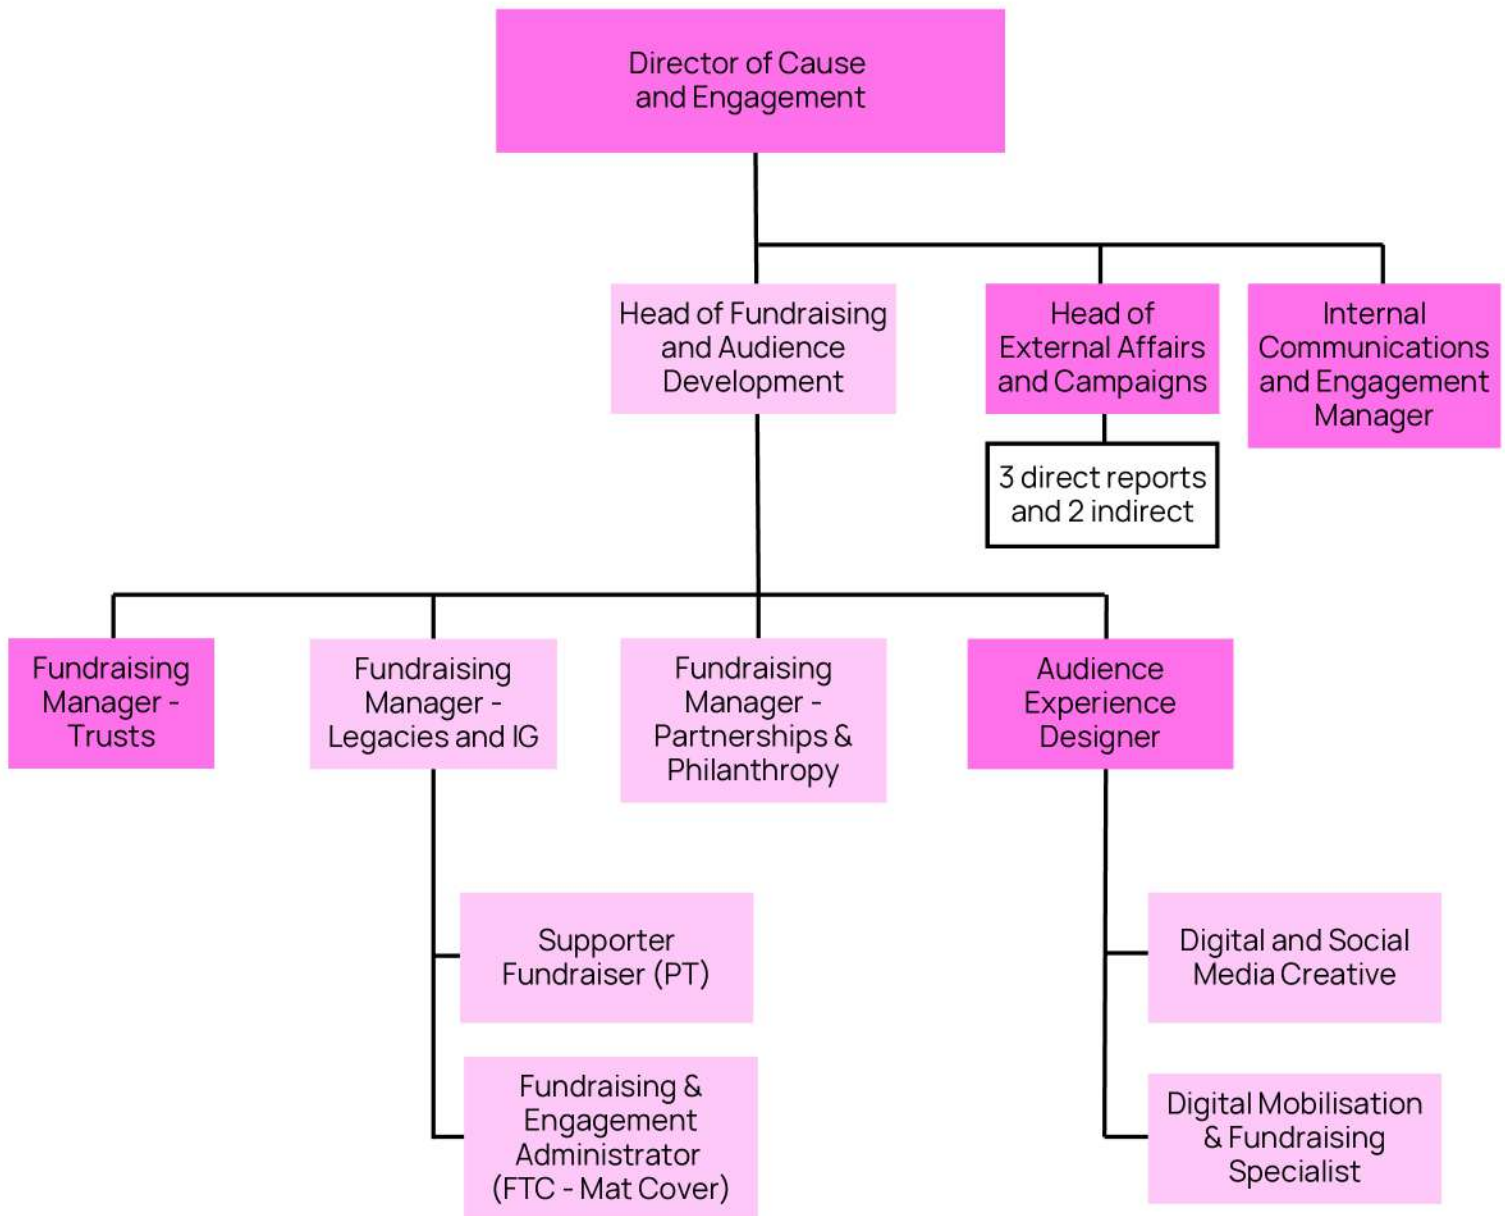 Director of Cause
and Engagement
Head of Fundraising
and Audience
Development
Head of
External Affairs
and Campaigns
Internal
Communications
and Engagement
Manager
3 direct reports
and 2 indirect
Fundraising
Manager -
Trusts
Fundraising
Manager -
Legacies and IG
Fundraising
Manager -
Partnerships &
Philanthropy
Audience
Experience
Designer
Supporter
Fundraiser (PT)
Fundraising &
Engagement
Administrator
(FTC - Mat Cover)
Digital and Social
Media Creative
Digital Mobilisation
& Fundraising
Specialist